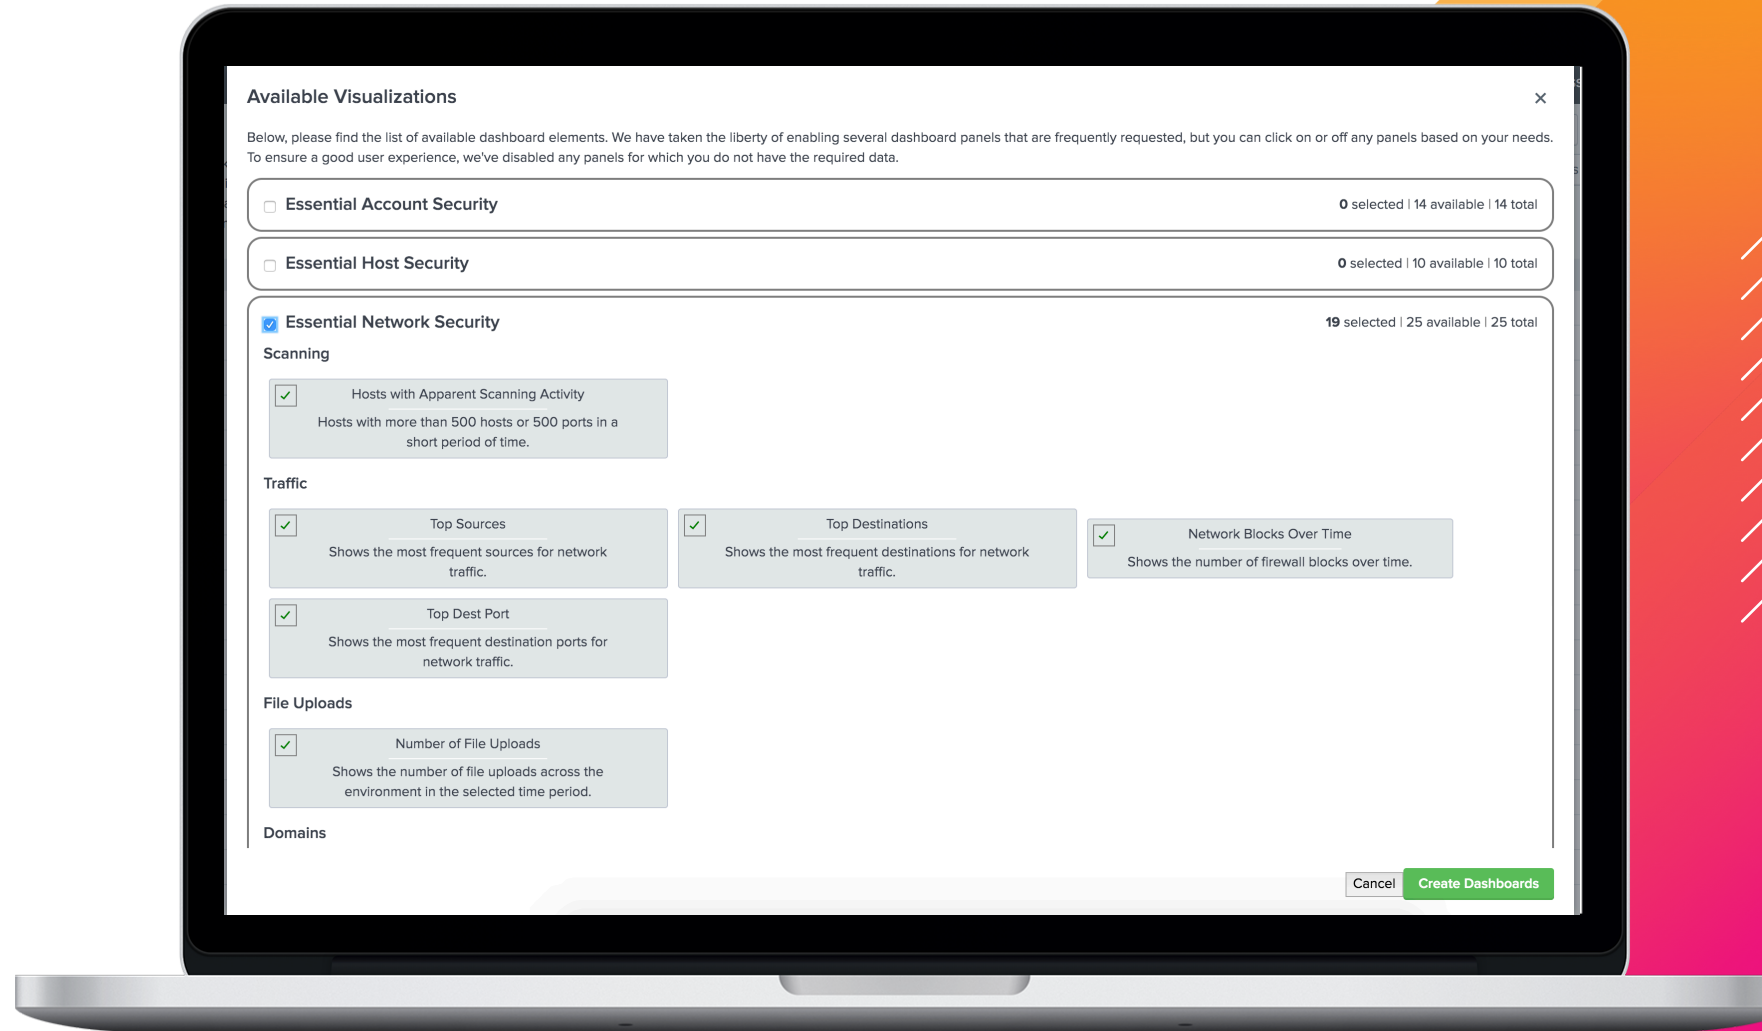 Available Visualizations
×
Below, please find the list of available dashboard elements. We have taken the liberty of enabling several dashboard panels that are frequently requested, but you can click on or off any panels based on your needs.
To ensure a good user experience, we've disabled any panels for which you do not have the required data.
Essential Account Security
0 selected | 14 available | 14 total
Essential Host Security
0 selected | 10 available | 10 total
Essential Network Security
19 selected | 25 available | 25 total
Scanning
Hosts with Apparent Scanning Activity
Hosts with more than 500 hosts or 500 ports in a
short period of time.
Traffic
Top Sources
Shows the most frequent sources for network
traffic.
Top Destinations
Shows the most frequent destinations for network
traffic.
Network Blocks Over Time
Shows the number of firewall blocks over time.
Top Dest Port
Shows the most frequent destination ports for
network traffic.
File Uploads
Number of File Uploads
Shows the number of file uploads across the
environment in the selected time period.
Domains
Cancel
Create Dashboards